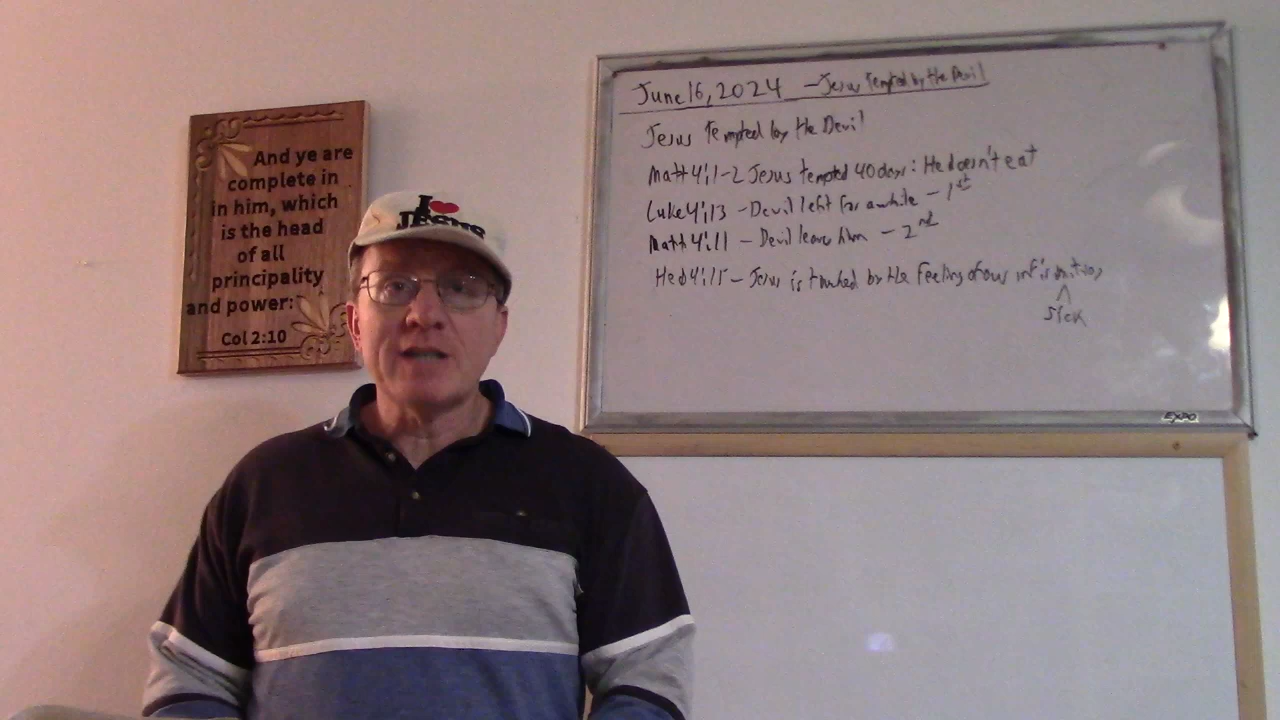 And ye are
complete in
in him, which
is the head
of all
principality
and power:
Col 2:10
I
JESUS
June 16, 2024 - Jesus Tempted by the Devil
Jesus Tempted by the Devil
Matt 4:1-2 Jesus tempted 40 days: He doesn't eat
Luke 4:13 - Devil left for awhile - 1st
Matt 4:11 - Devil leaves him - 2nd
Heb 4:15 - Jesus is touched by the feeling of our infirmities
^
sick
EXPO